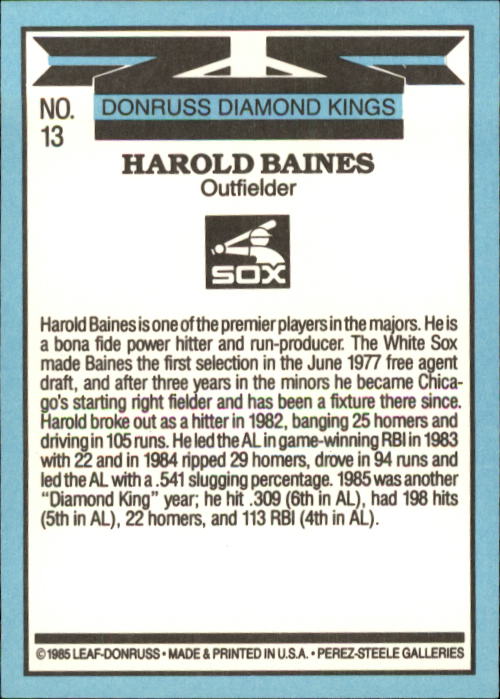 NO.
13
DONRUSS DIAMOND KINGS
HAROLD BAINES
Outfielder
SOX
Harold Baines is one of the premier players in the majors. He is
a bona fide power hitter and run-producer. The White Sox
made Baines the first selection in the June 1977 free agent
draft, and after three years in the minors he became Chica-
go's starting right fielder and has been a fixture there since.
Harold broke out as a hitter in 1982, banging 25 homers and
driving in 105 runs. He led the AL in game-winning RBI in 1983
with 22 and in 1984 ripped 29 homers, drove in 94 runs and
led the AL with a .541 slugging percentage. 1985 was another
"Diamond King" year; he hit .309 (6th in AL), had 198 hits
(5th in AL), 22 homers, and 113 RBI (4th in AL).
©1985 LEAF-DONRUSS • MADE & PRINTED IN U.S.A. • PEREZ-STEELE GALLERIES